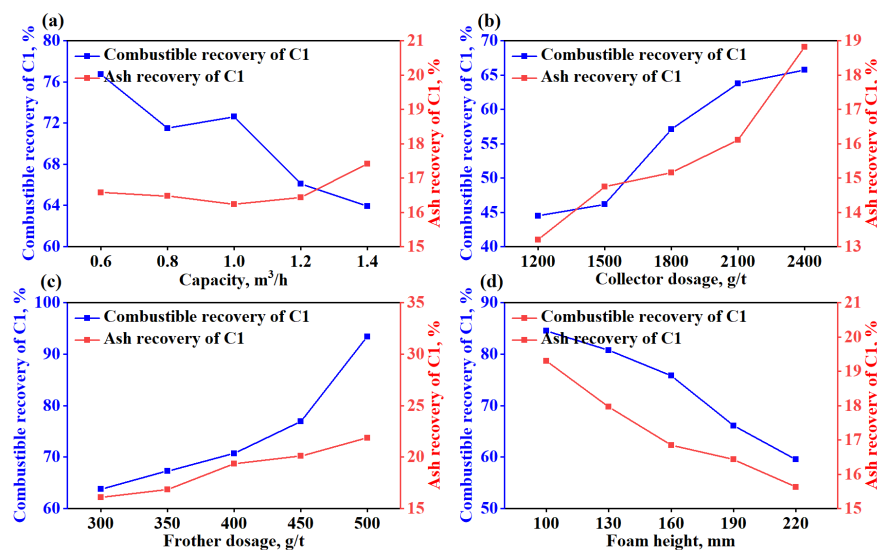 (a)
Combustible recovery of C1, %
80
76
72
68
64
60
Combustible recovery of C1
Ash recovery of C1
21
20
19
18
17
16
15
Ash recovery of C1, %
0.6 0.8 1.0 1.2 1.4
Capacity, m³/h
(b)
Combustible recovery of C1, %
70
65
60
55
50
45
40
Combustible recovery of C1
Ash recovery of C1
19
18
17
16
15
14
13
Ash recovery of C1. %
1200 1500 1800 2100 2400
Collector dosage, g/t
(c)
Combustible recovery of C1, %
100
90
80
70
60
Combustible recovery of C1
Ash recovery of C1
35
30
25
20
15
Ash recovery of C1, %
300 350 400 450 500
Frother dosage, g/t
(d)
Combustible recovery of C1, %
90
80
70
60
50
Combustible recovery of C1
Ash recovery of C1
21
20
19
18
17
16
15
Ash recovery of C1. %
100 130 160 190 220
Foam height, mm